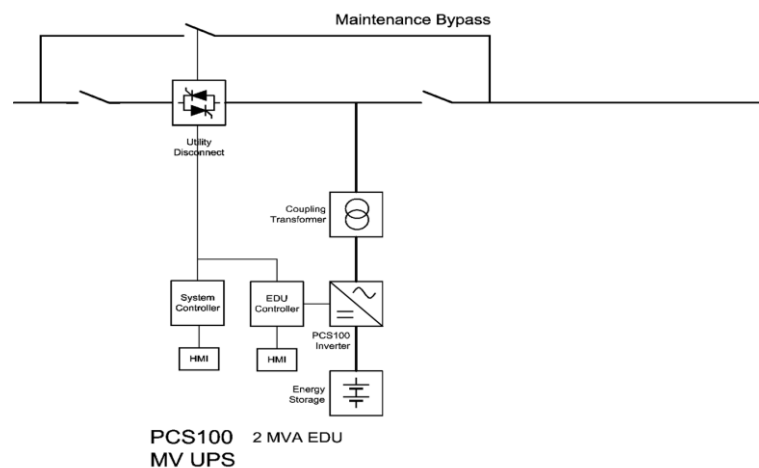 Maintenance Bypass
Utility
Disconnect
Coupling
Transformer
System
Controller
EDU
Controller
PCS100
Inverter
HMI
HMI
Energy
Storage
PCS100 2 MVA EDU
MV UPS